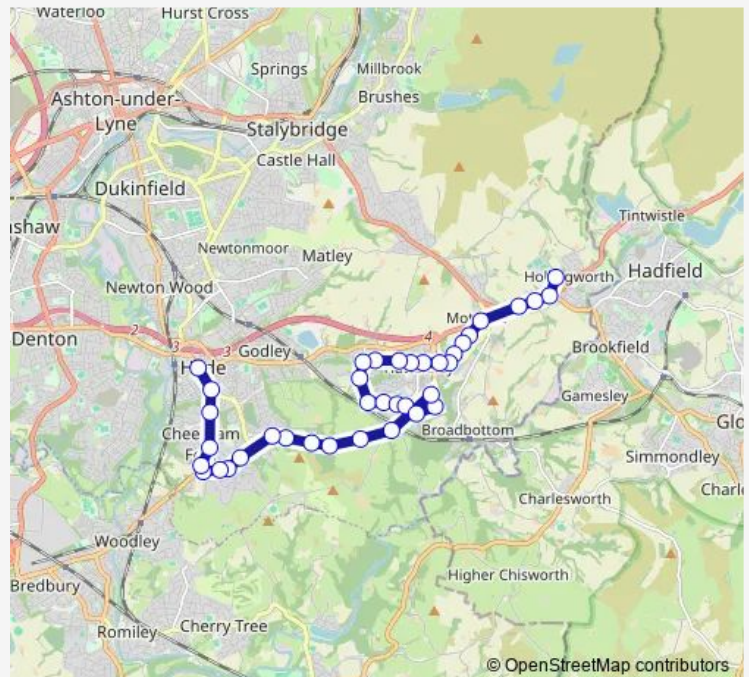 Waterloo
Hurst Cross
Springs
Millbrook
Brushes
Ashton-under-
Lyne
Stalybridge
Castle Hall
Dukinfield
Tintwistle
nshaw
Newtonmoor
Matley
Hadfield
Newton Wood
2
3
3
4
Denton
Godley
Brookfield
Gamesley
Broadbottom
Simmondley
Charlesworth
Woodley
Bredbury
Higher Chisworth
Romiley
Cherry Tree
© OpenStreetMap contributors